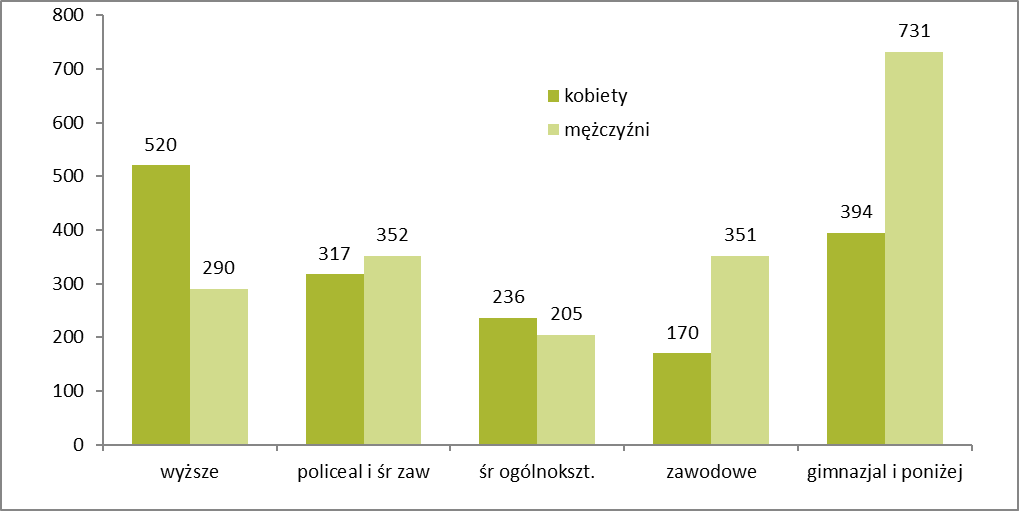 800
700
600
500
400
300
200
100
0
kobiety
mężczyźni
520
290
317
352
236
205
170
351
394
731
wyższe
policeal i śr zaw
śr ogólnokszt.
zawodowe
gimnazjal i poniżej